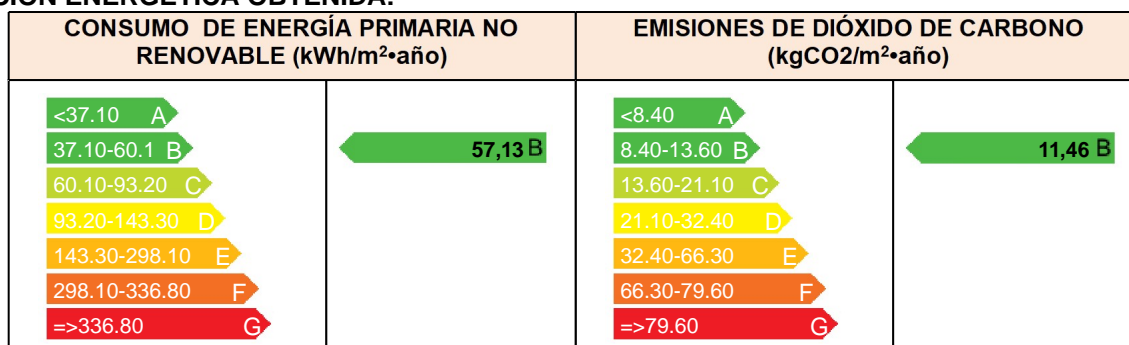 SIÓN ENERGÉTICA OBTENIDA:
CONSUMO DE ENERGÍA PRIMARIA NO
RENOVABLE (kWh/m²•año)
EMISIONES DE DIÓXIDO DE CARBONO
(kgCO2/m²•año)
<37.10 A
37.10-60.1 B
60.10-93.20 C
93.20-143.30 D
143.30-298.10 E
298.10-336.80 F
=>336.80 G
57,13 B
<8.40 A
8.40-13.60 B
13.60-21.10 C
21.10-32.40 D
32.40-66.30 E
66.30-79.60 F
=>79.60 G
11,46 B